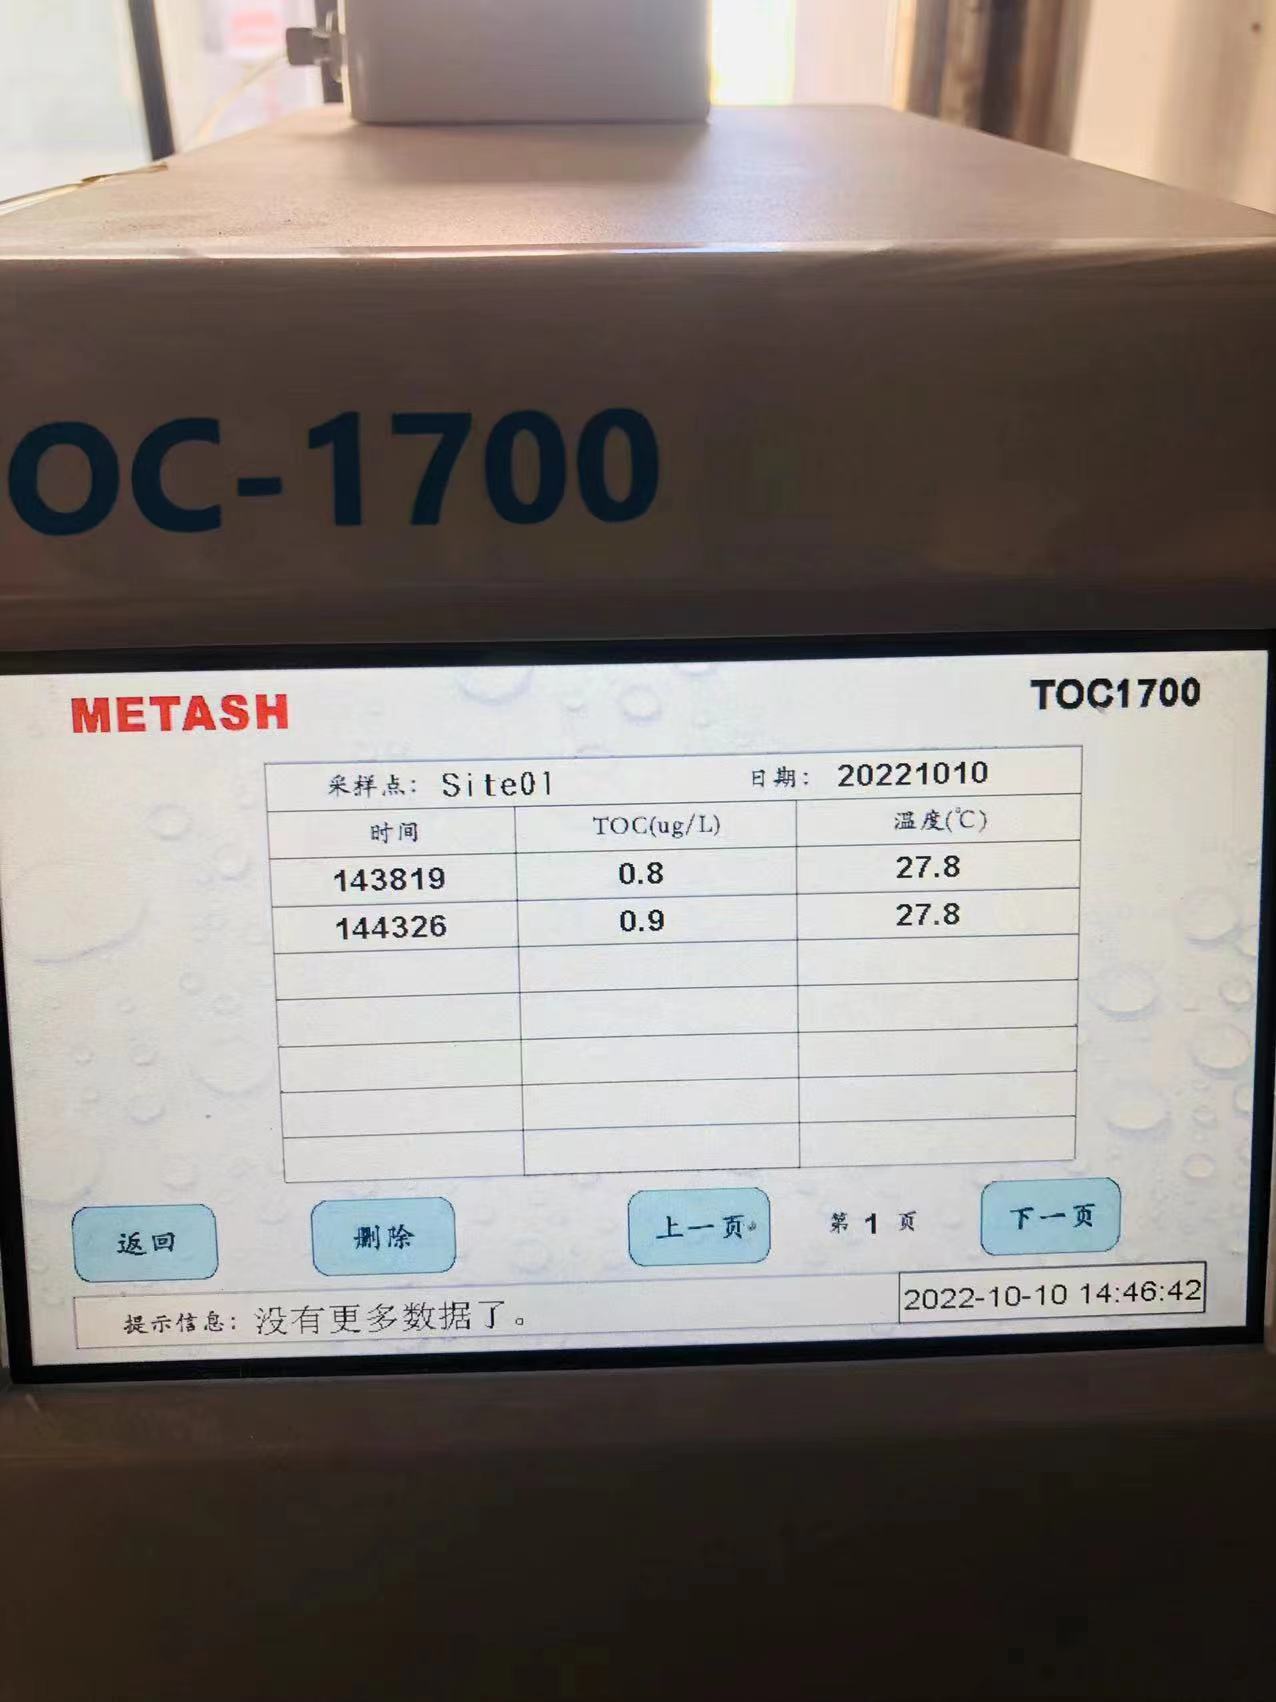 OC-1700
METASH
TOC1700
采样点: Site01 日期: 20221010
时间 TOC(ug/L) 温度(℃)
143819 0.8 27.8
144326 0.9 27.8
返回 删除 上一页 第 1 页 下一页
提示信息: 没有更多数据了。 2022-10-10 14:46:42